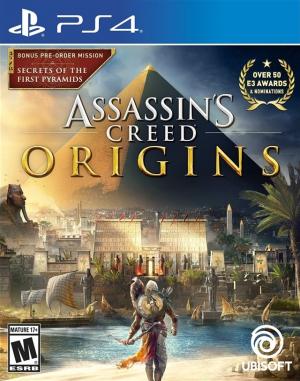 PS4
BONUS PRE-ORDER MISSION
SECRETS OF THE
FIRST PYRAMIDS
OVER 50
E3 AWARDS
& NOMINATIONS
ASSASSIN'S
CREED
ORIGINS
MATURE 17+
M
ESRB
UBISOFT